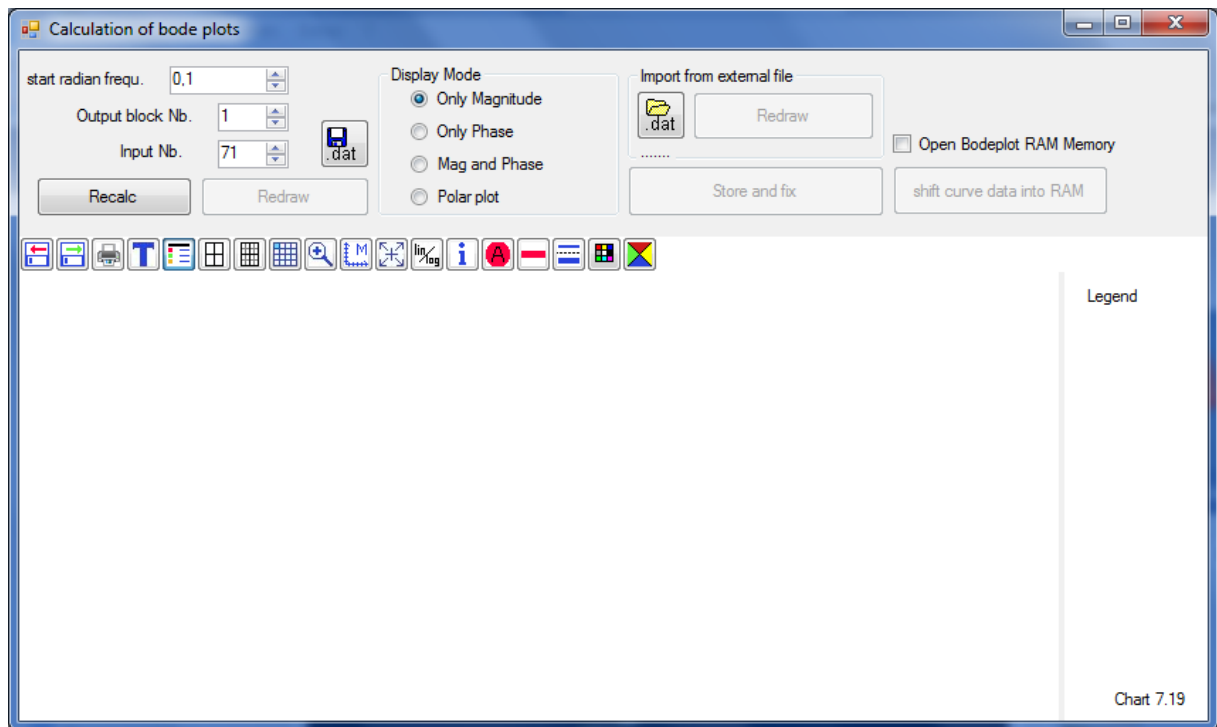 Calculation of bode plots
start radian frequ. 0,1
Output block Nb. 1
Input Nb. 71
.dat
Recalc
Redraw
Display Mode
Only Magnitude
Only Phase
Mag and Phase
Polar plot
Import from external file
.dat
Redraw
.......
Store and fix
Open Bodeplot RAM Memory
shift curve data into RAM
T
M
lin/log
i
A
Legend
Chart 7.19